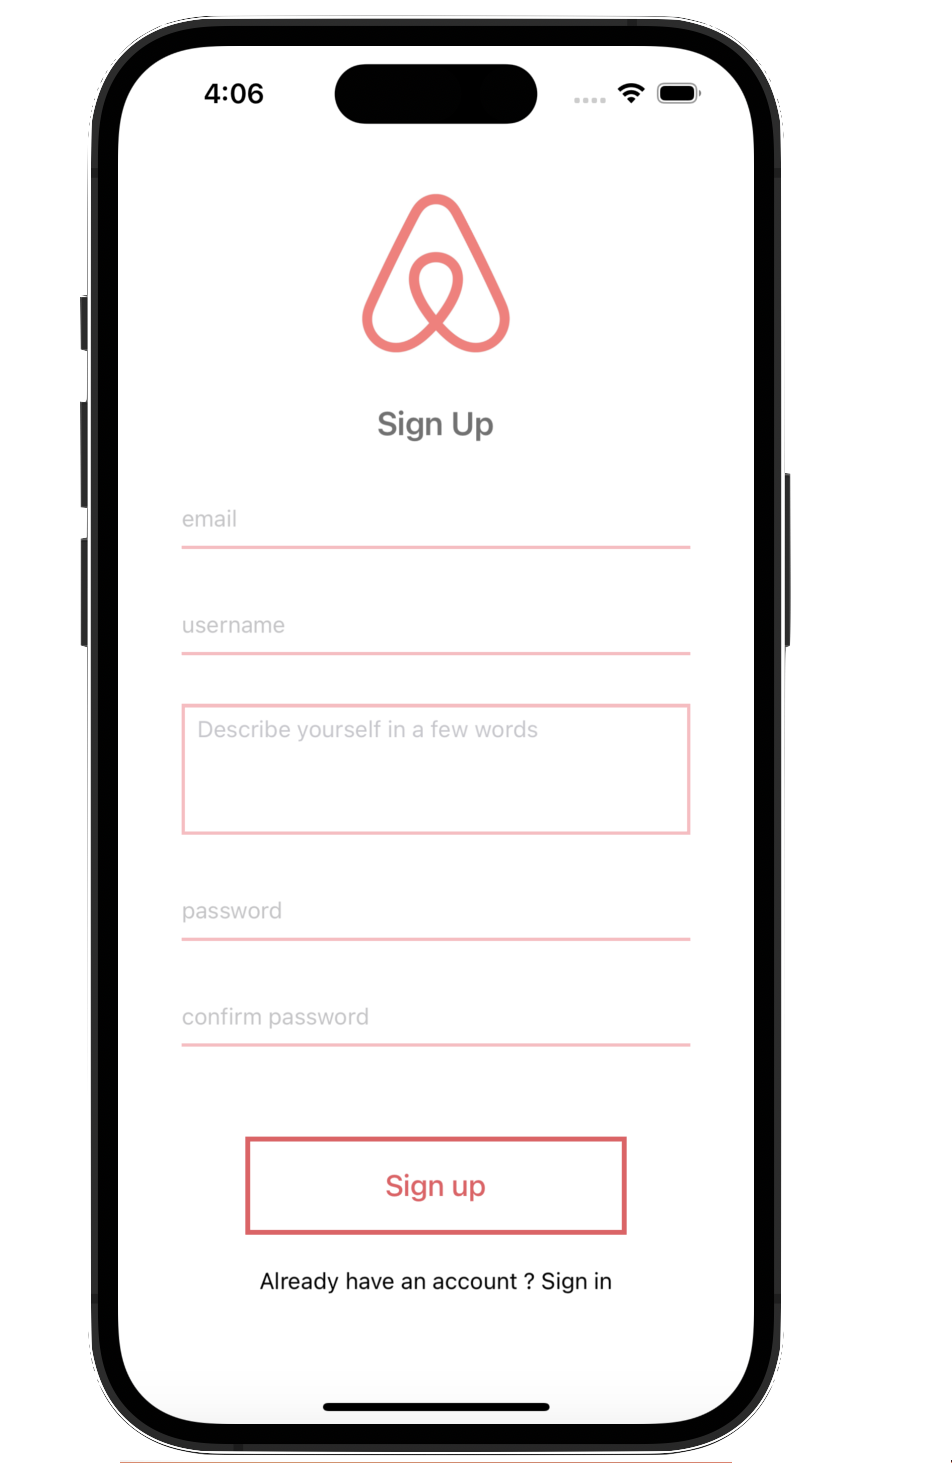 4:06
Sign Up
email
username
Describe yourself in a few words
password
confirm password
Sign up
Already have an account ? Sign in